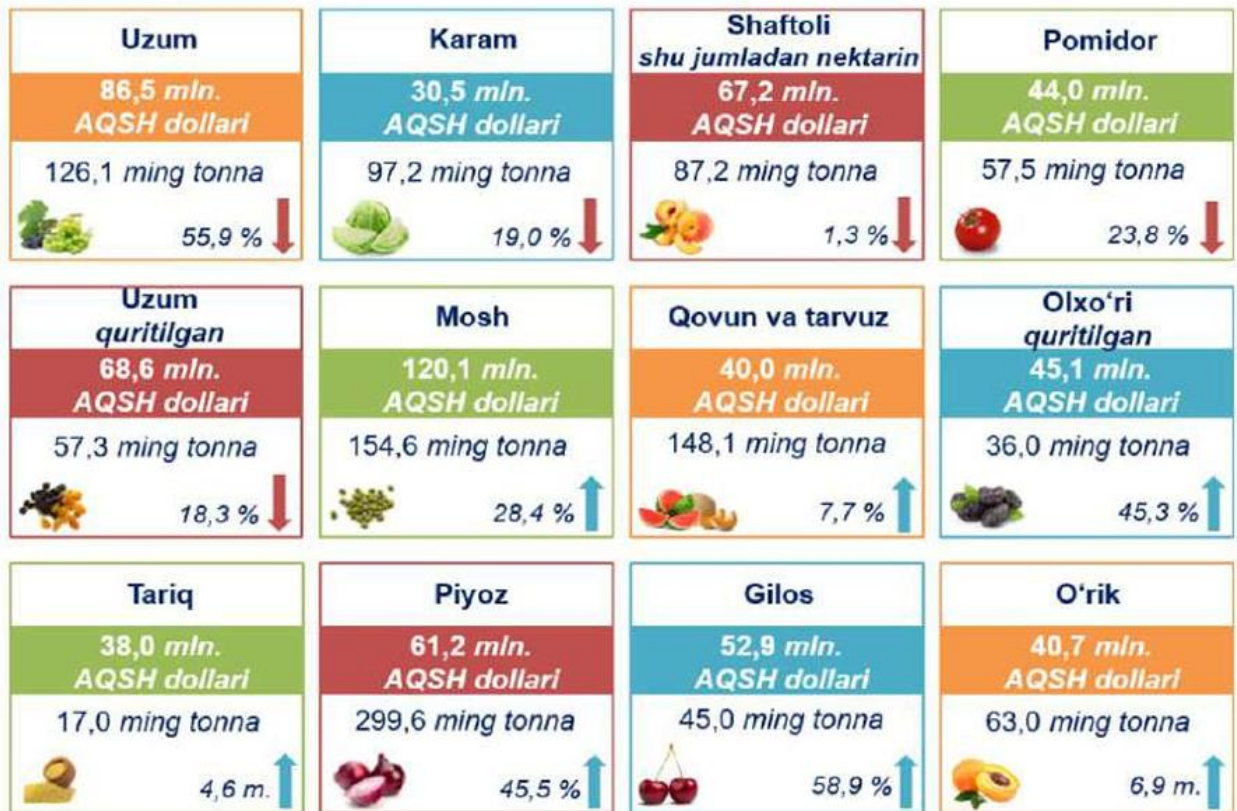 Uzum
86,5 mln.
AQSH dollari
126,1 ming tonna
55,9 %
Karam
30,5 mln.
AQSH dollari
97,2 ming tonna
19,0 %
Shaftoli
shu jumladan nektarin
67,2 mln.
AQSH dollari
87,2 ming tonna
1,3 %
Pomidor
44,0 mln.
AQSH dollari
57,5 ming tonna
23,8 %
Uzum
quritilgan
68,6 mln.
AQSH dollari
57,3 ming tonna
18,3 %
Mosh
120,1 mln.
AQSH dollari
154,6 ming tonna
28,4 %
Qovun va tarvuz
40,0 mln.
AQSH dollari
148,1 ming tonna
7,7 %
Olxo‘ri
quritilgan
45,1 mln.
AQSH dollari
36,0 ming tonna
45,3 %
Tariq
38,0 mln.
AQSH dollari
17,0 ming tonna
4,6 m.
Piyoz
61,2 mln.
AQSH dollari
299,6 ming tonna
45,5 %
Gilos
52,9 mln.
AQSH dollari
45,0 ming tonna
58,9 %
O‘rik
40,7 mln.
AQSH dollari
63,0 ming tonna
6,9 m.